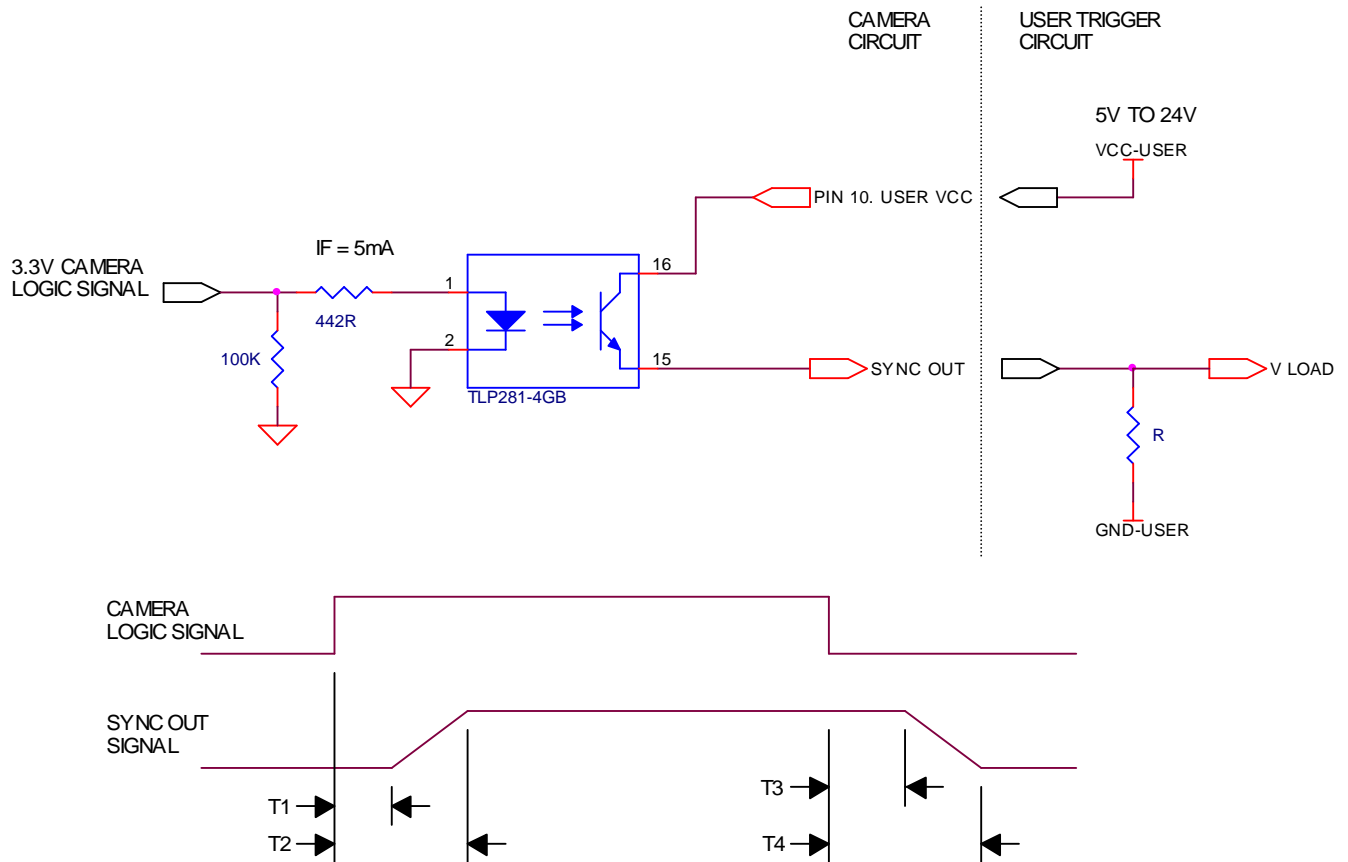 CAMERA
CIRCUIT
USER TRIGGER
CIRCUIT
5V TO 24V
VCC-USER
PIN 10. USER VCC
IF = 5mA
3.3V CAMERA
LOGIC SIGNAL
1
16
442R
2
100K
15
SYNC OUT
V LOAD
TLP281-4GB
R
GND-USER
CAMERA
LOGIC SIGNAL
SYNC OUT
SIGNAL
T1
T3
T2
T4